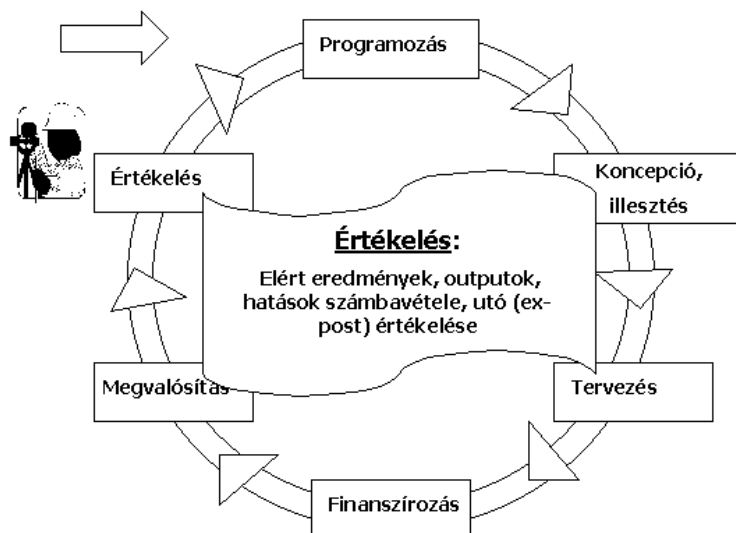 Programozás
Értékelés
Koncepció,
illesztés
Értékelés:
Elért eredmények, outputok,
hatások számbavétele, utó (ex-
post) értékelése
Megvalósítás
Tervezés
Finanszírozás